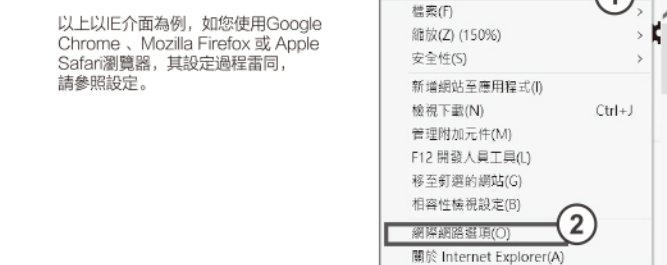 以上以IE介面為例，如您使用Google
Chrome 、Mozilla Firefox 或 Apple
Safari瀏覽器，其設定過程雷同，
請參照設定。
1
檔案(F) >
縮放(Z) (150%) >
安全性(S) >
新增網站至應用程式(I)
檢視下載(N) Ctrl+J
管理附加元件(M)
F12 開發人員工具(L)
移至釘選的網站(G)
相容性檢視設定(B)
2
網際網路選項(O)
關於 Internet Explorer(A)